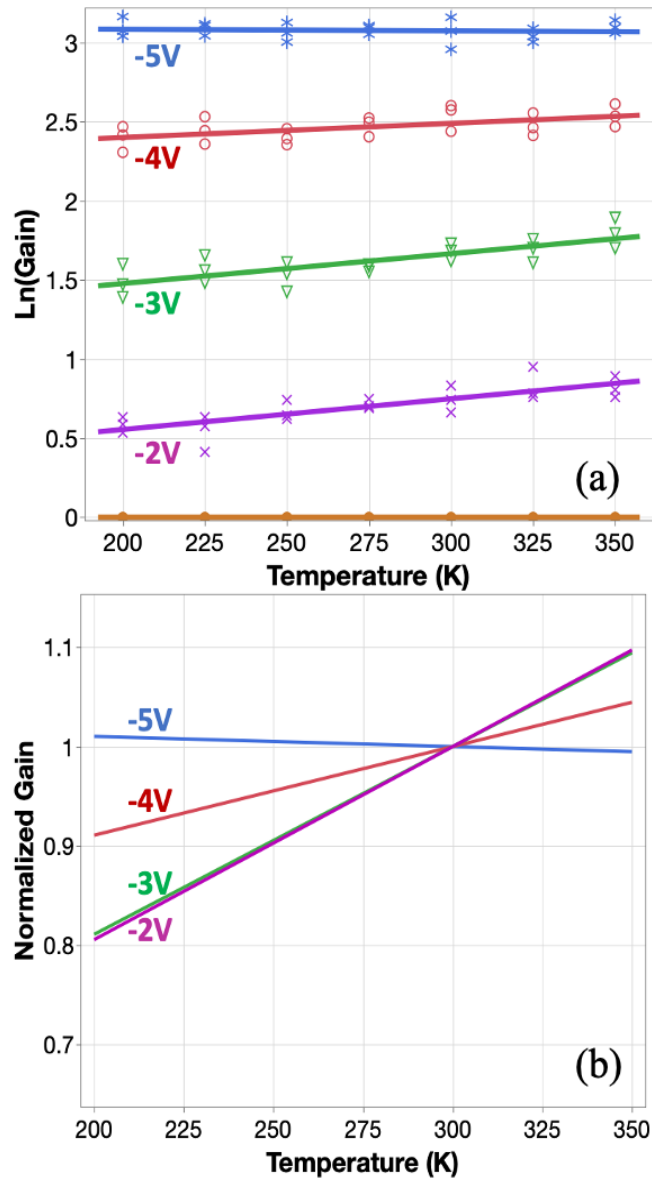 3
-5V
2.5
-4V
2
Ln(Gain)
1.5
-3V
1
0.5
-2V
(a)
0
200 225 250 275 300 325 350
Temperature (K)
1.1
-5V
1
-4V
Normalized Gain
0.9
-3V
-2V
0.8
0.7
(b)
200 225 250 275 300 325 350
Temperature (K)